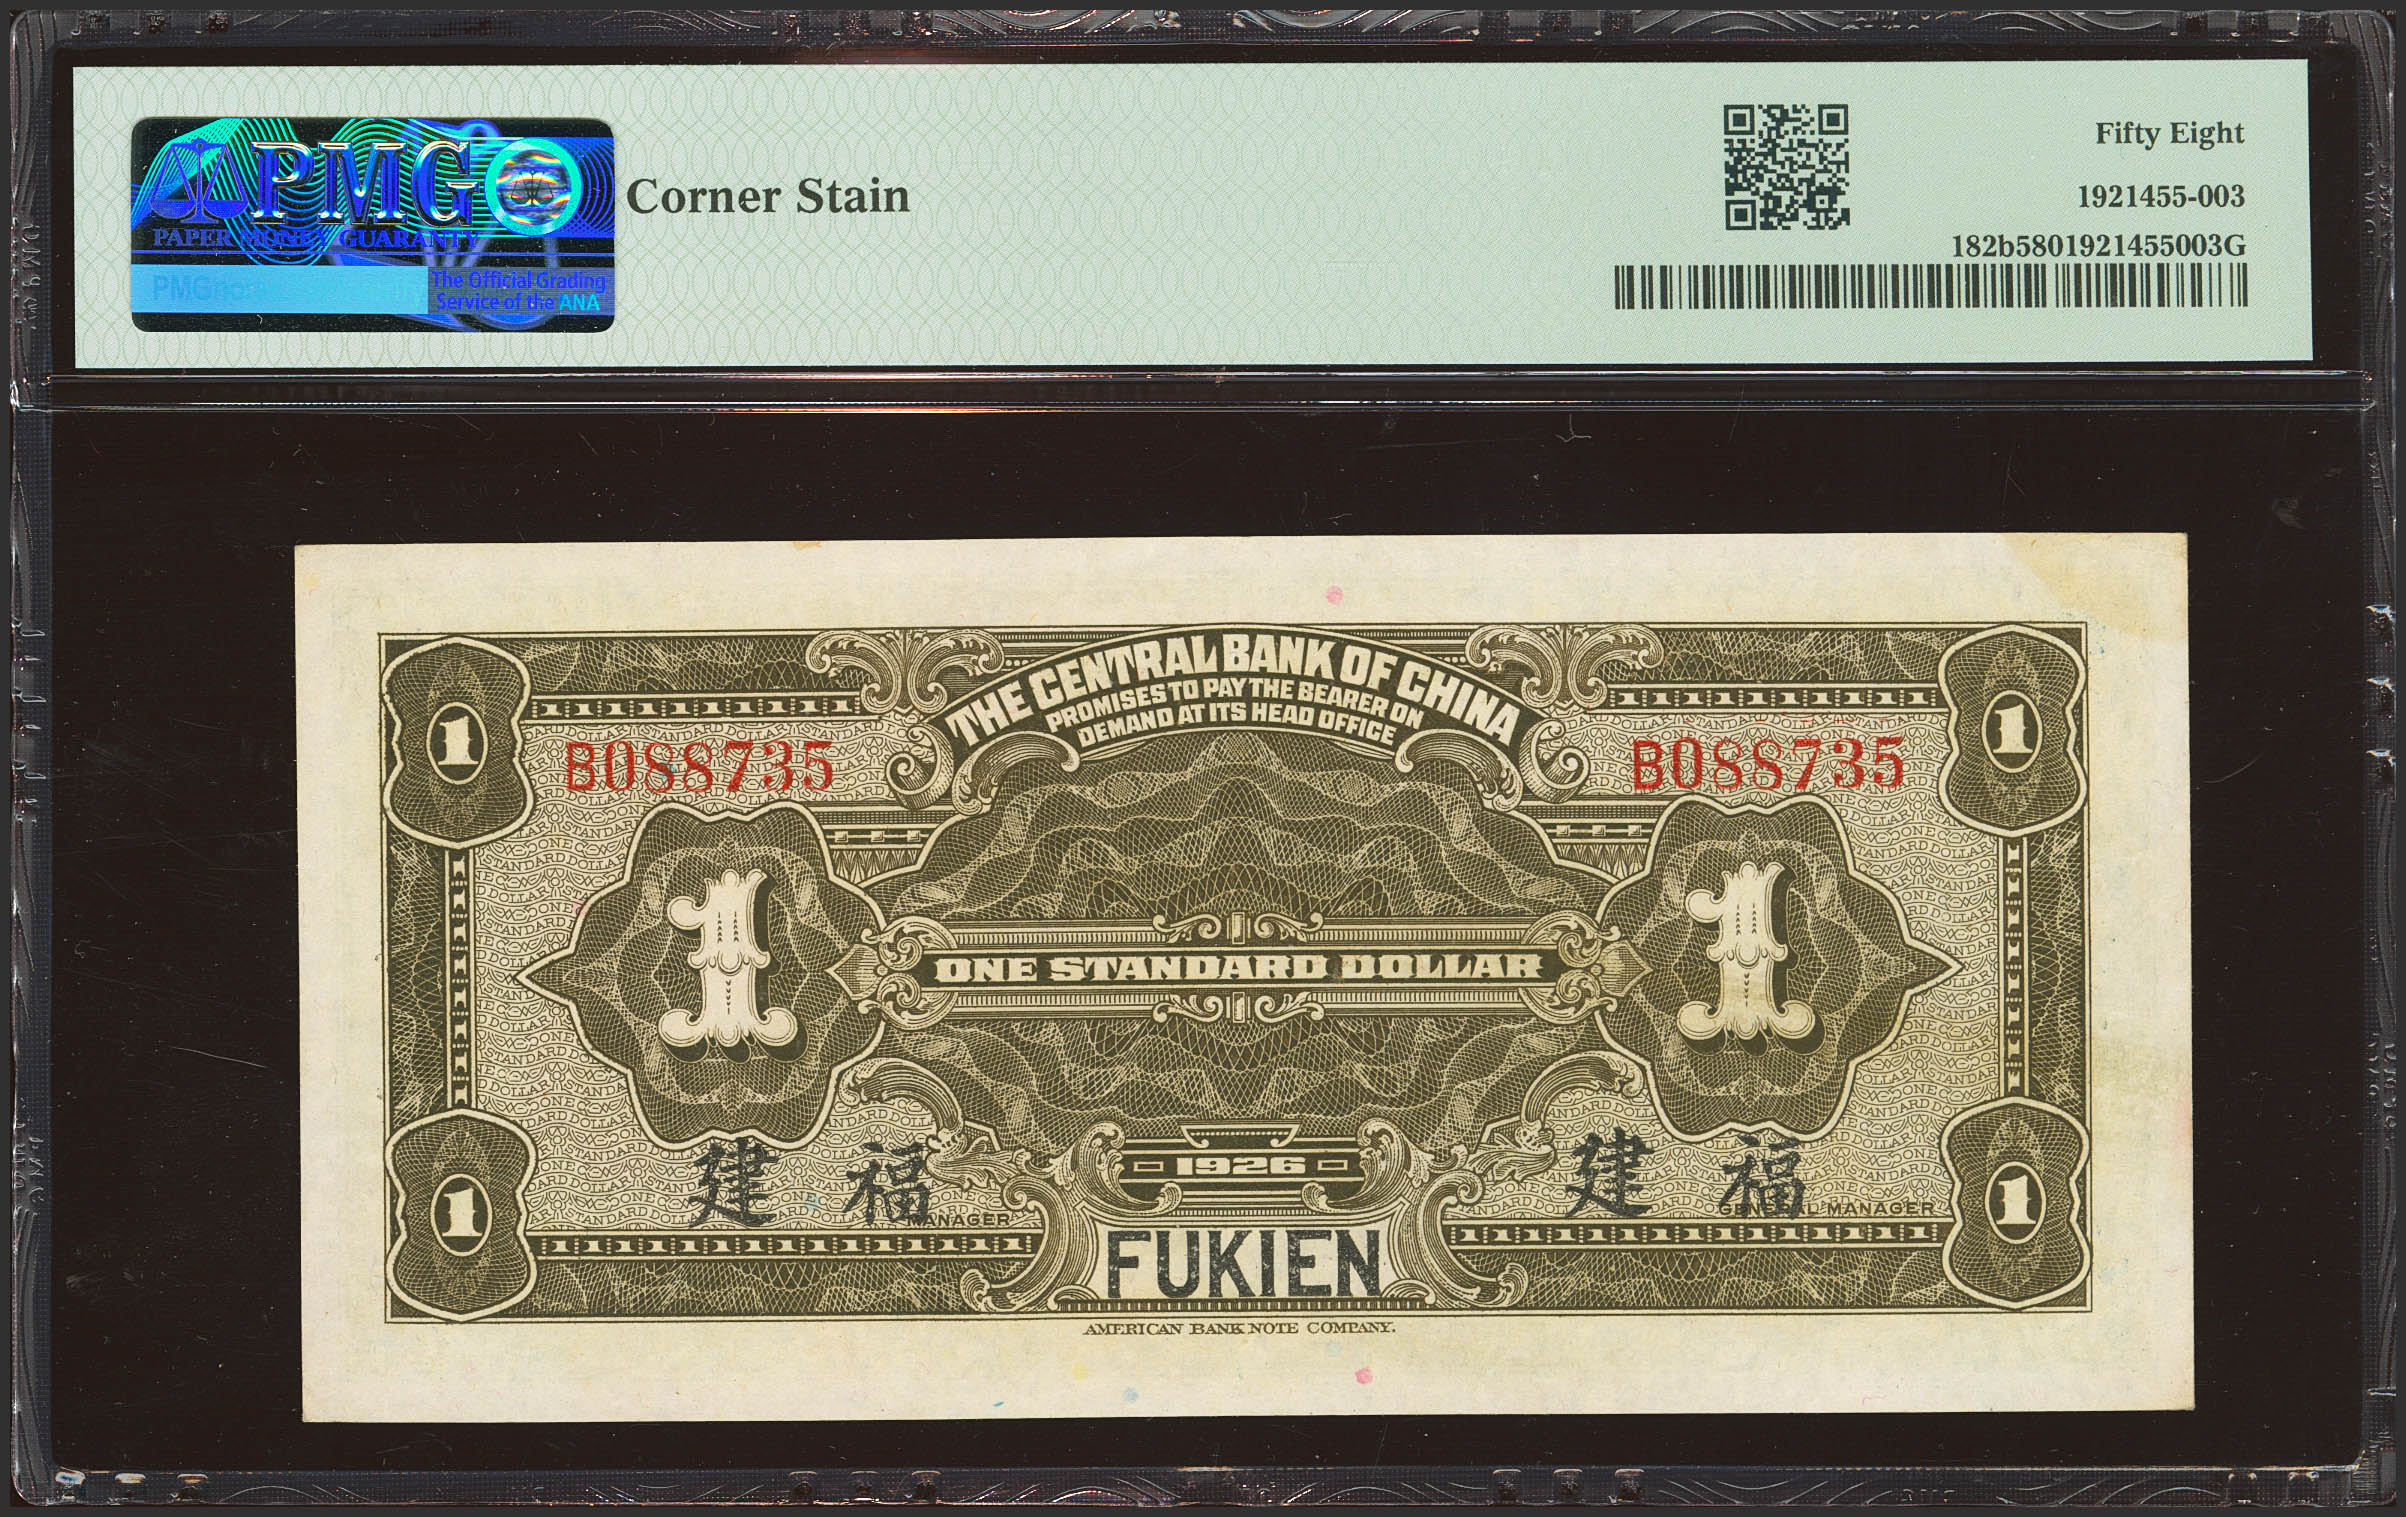 PMG
PAPER MONEY GUARANTY
The Official Grading
Service of the ANA
Corner Stain
Fifty Eight
1921455-003
182b5801921455003G
THE CENTRAL BANK OF CHINA
PROMISES TO PAY THE BEARER ON
DEMAND AT ITS HEAD OFFICE
1
1
B088735
B088735
1
1
ONE STANDARD DOLLAR
建 福
建 福
1926
MANAGER
GENERAL MANAGER
1
1
FUKIEN
AMERICAN BANK NOTE COMPANY.